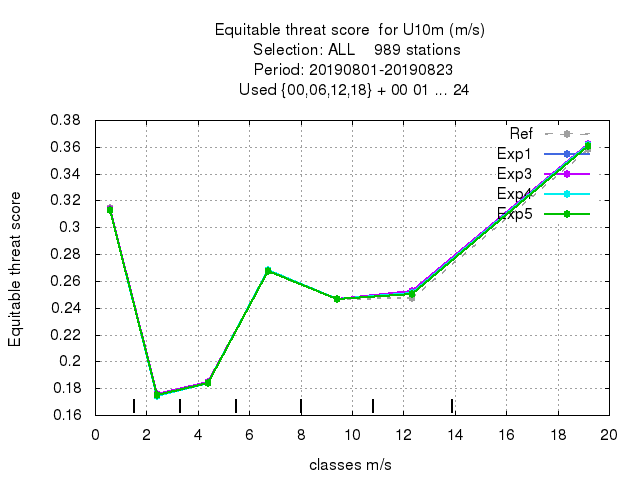 Equitable threat score  for U10m (m/s)
Selection: ALL    989 stations
Period: 20190801-20190823
Used {00,06,12,18} + 00 01 ... 24
Equitable threat score
0.38
0.36
0.34
0.32
0.3
0.28
0.26
0.24
0.22
0.2
0.18
0.16
Ref
Exp1
Exp3
Exp4
Exp5
0 2 4 6 8 10 12 14 16 18 20
classes m/s